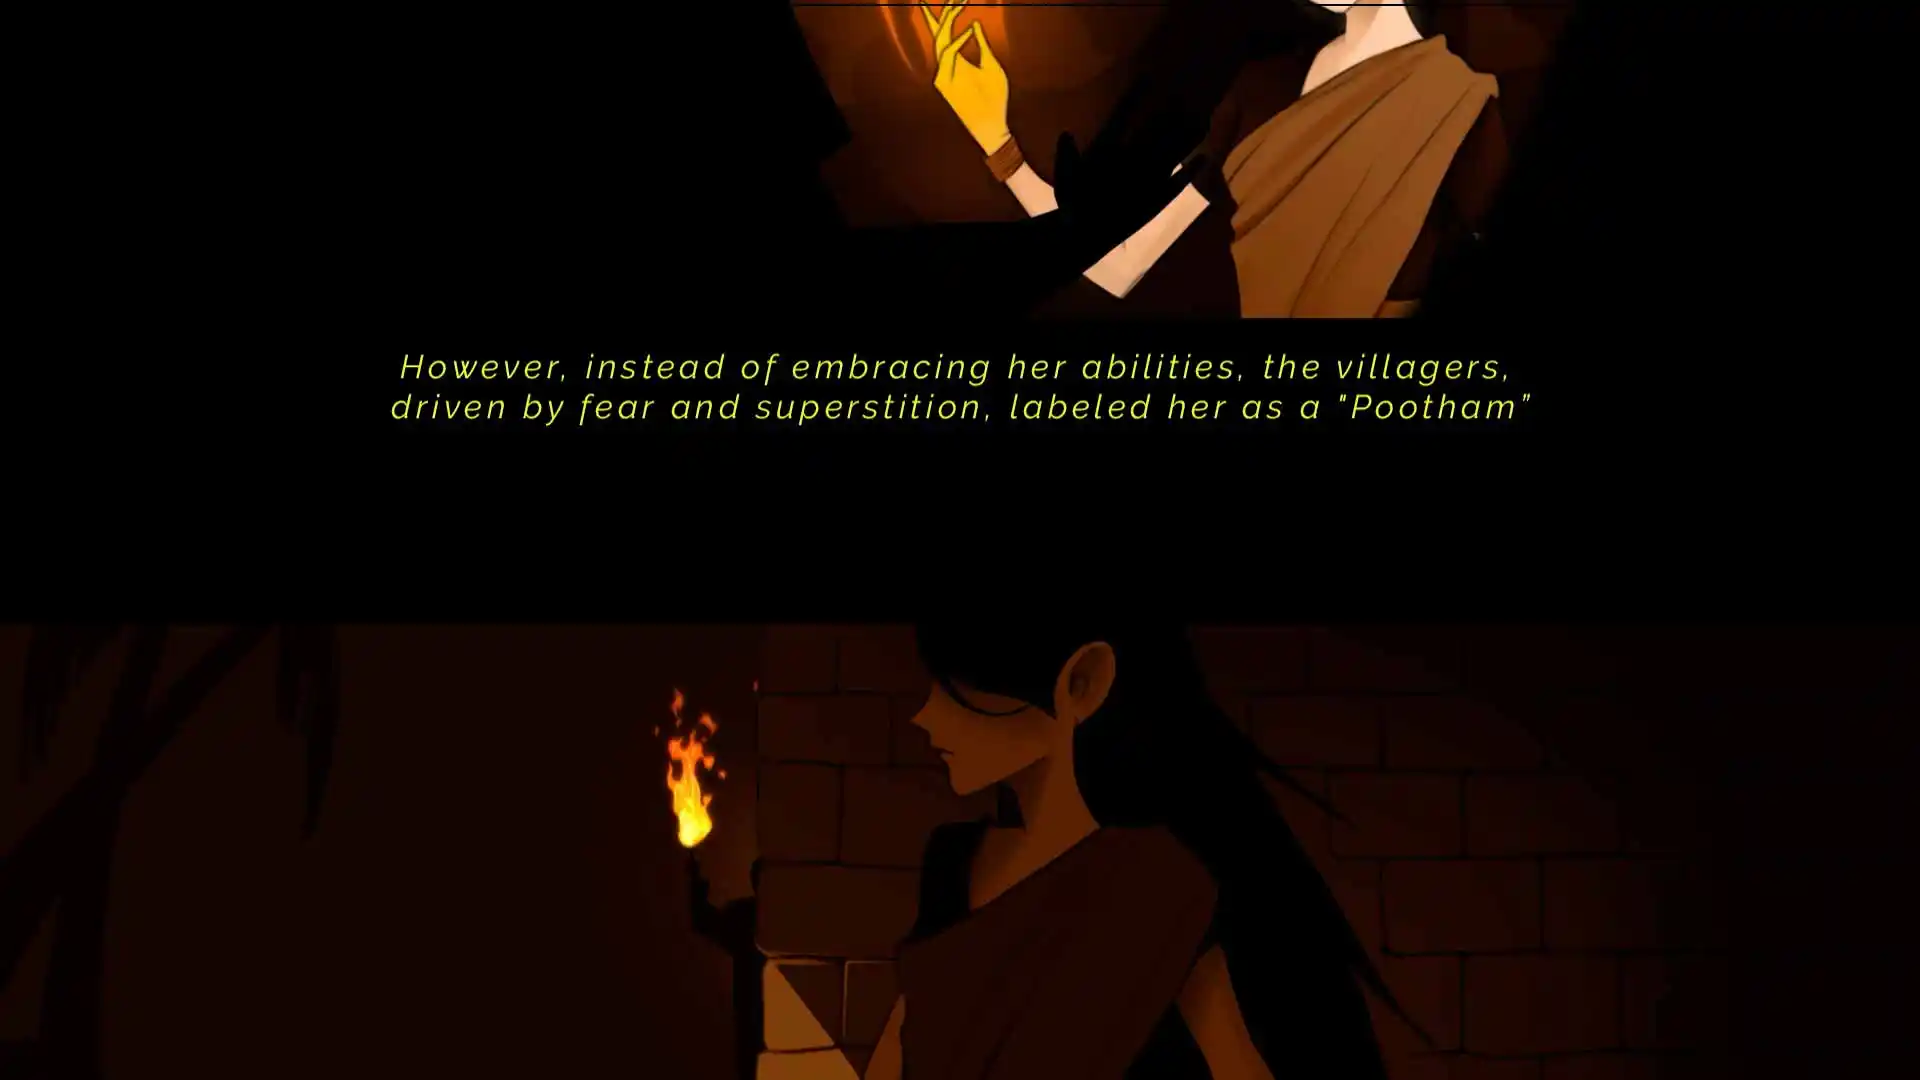 However, instead of embracing her abilities, the villagers,
driven by fear and superstition, labeled her as a "Pootham”